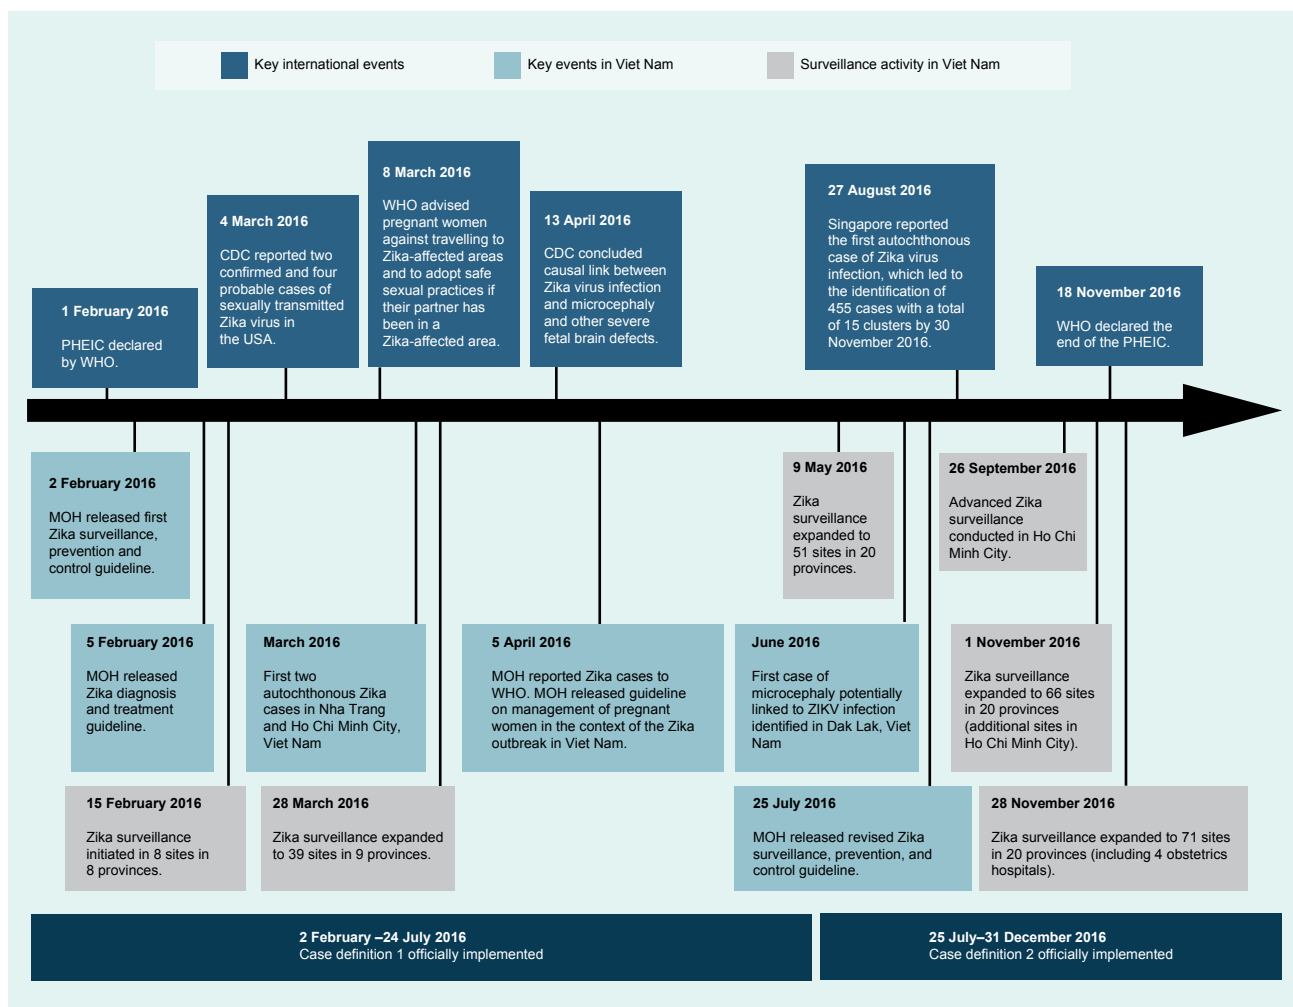 Key international events
Key events in Viet Nam
Surveillance activity in Viet Nam
1 February 2016
PHEIC declared
by WHO.
4 March 2016
CDC reported two
confirmed and four
probable cases of
sexually transmitted
Zika virus in
the USA.
8 March 2016
WHO advised
pregnant women
against travelling to
Zika-affected areas
and to adopt safe
sexual practices if
their partner has
been in a
Zika-affected area.
13 April 2016
CDC concluded
causal link between
Zika virus infection
and microcephaly
and other severe
fetal brain defects.
27 August 2016
Singapore reported
the first autochthonous
case of Zika virus
infection, which led to
the identification of
455 cases with a total
of 15 clusters by 30
November 2016.
18 November 2016
WHO declared the
end of the PHEIC.
2 February 2016
MOH released first
Zika surveillance,
prevention and
control guideline.
9 May 2016
Zika
surveillance
expanded to
51 sites in 20
provinces.
26 September 2016
Advanced Zika
surveillance
conducted in Ho Chi
Minh City.
5 February 2016
MOH released
Zika diagnosis
and treatment
guideline.
March 2016
First two
autochthonous Zika
cases in Nha Trang
and Ho Chi Minh City,
Viet Nam
5 April 2016
MOH reported Zika cases to
WHO. MOH released guideline
on management of pregnant
women in the context of the Zika
outbreak in Viet Nam.
June 2016
First case of
microcephaly potentially
linked to ZIKV infection
identified in Dak Lak, Viet
Nam
1 November 2016
Zika surveillance
expanded to 66 sites
in 20 provinces
(additional sites in
Ho Chi Minh City).
15 February 2016
Zika surveillance
initiated in 8 sites in
8 provinces.
28 March 2016
Zika surveillance expanded
to 39 sites in 9 provinces.
25 July 2016
MOH released revised Zika
surveillance, prevention, and
control guideline.
28 November 2016
Zika surveillance expanded to 71 sites
in 20 provinces (including 4 obstetrics
hospitals).
2 February –24 July 2016
Case definition 1 officially implemented
25 July–31 December 2016
Case definition 2 officially implemented